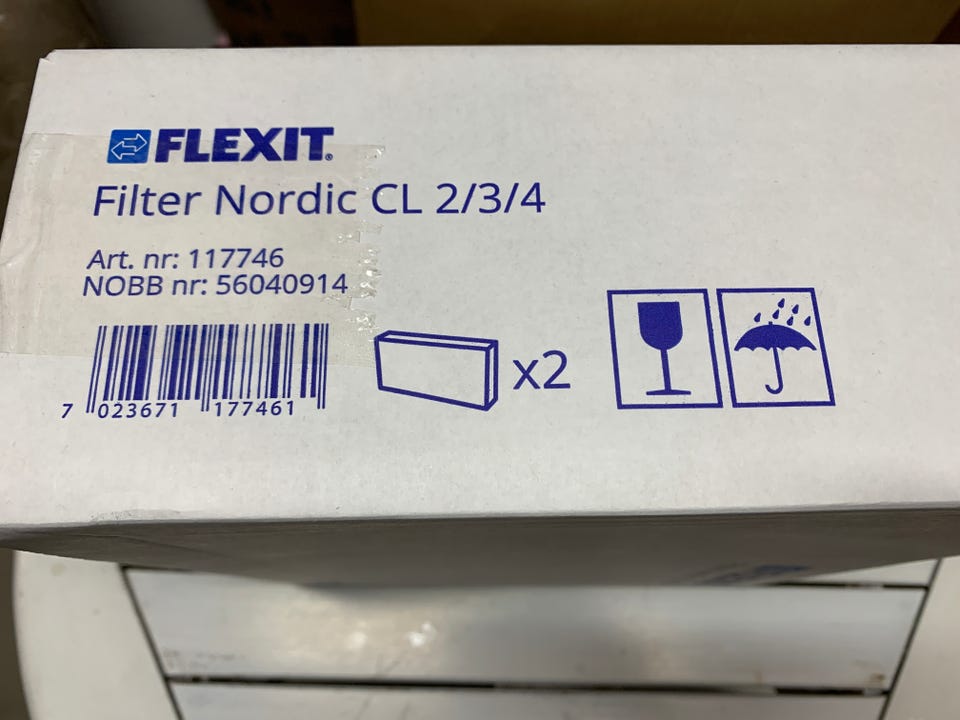 FLEXIT®
Filter Nordic CL 2/3/4
Art. nr: 117746
NOBB nr: 56040914
x2
7 023671 177461